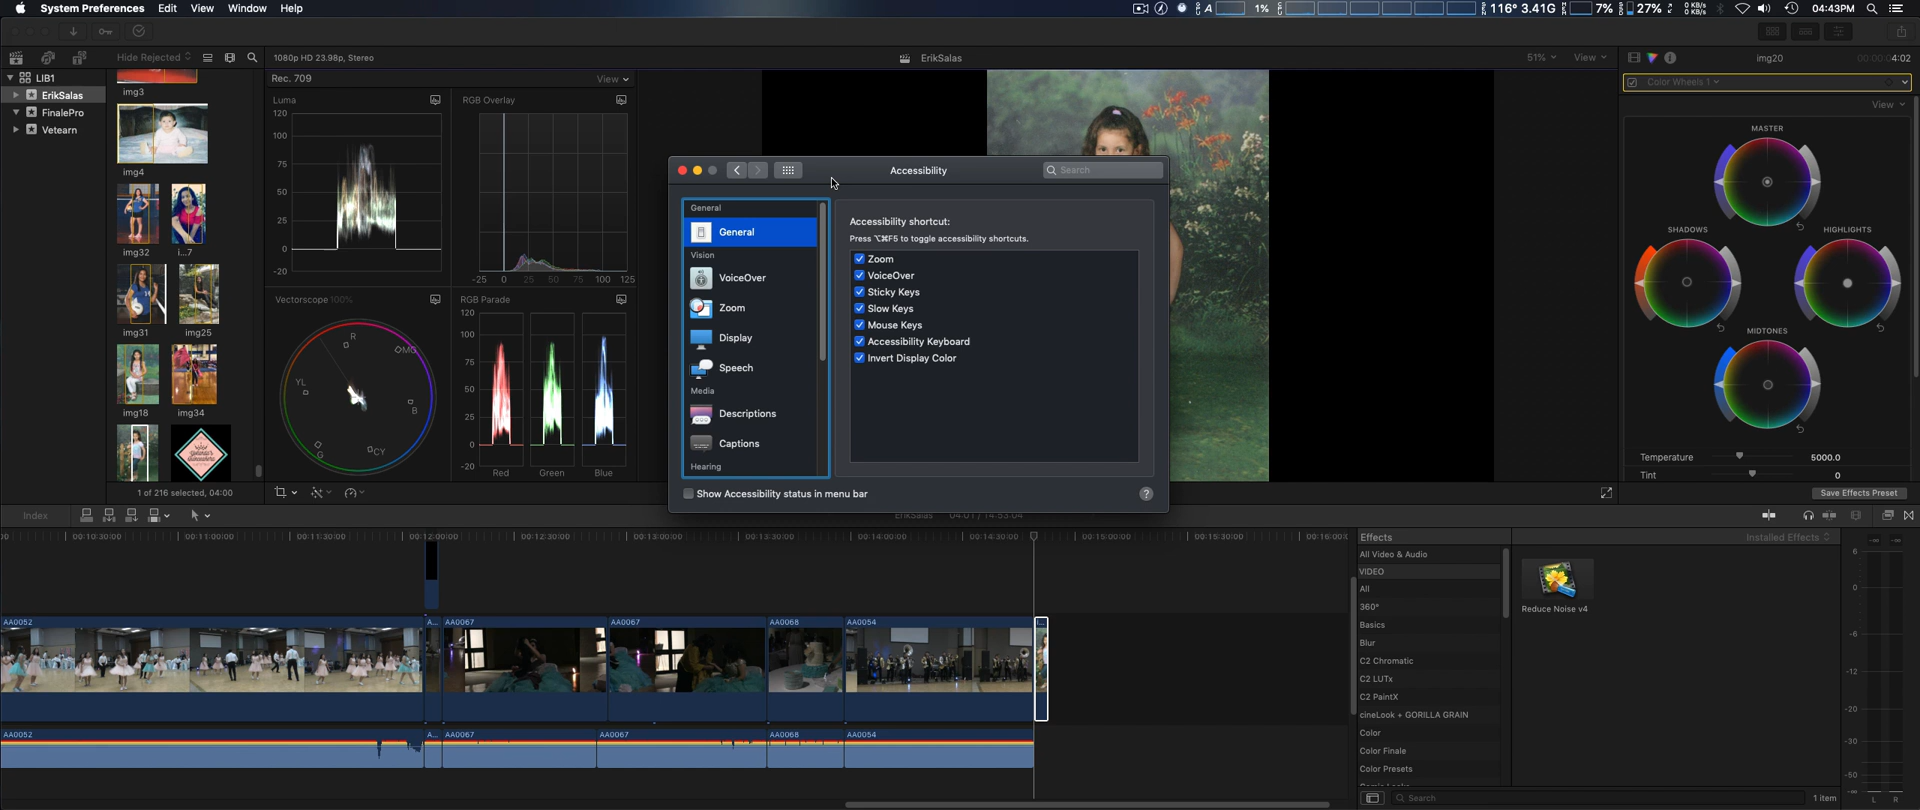 System Preferences Edit View Window Help
1% 116° 3.41G 7% 27% 0 KB/s 0 KB/s 04:43PM
Hide Rejected
1080p HD 23.98p, Stereo
ErikSalas
51% View
img20
4:02
LIB1
ErikSalas
FinalePro
Vetearn
img3
img4
img32 i...7
img31 img25
img18 img34
1 of 216 selected, 04:00
Rec. 709 View
Luma
120
100
75
50
25
0
-20
RGB Overlay
-25 0 25 50 75 100 125
Vectorscope 100%
R
MG
YL
B
G
CY
RGB Parade
120
100
75
50
25
0
-20
Red Green Blue
Accessibility
Search
General
General
Vision
VoiceOver
Zoom
Display
Speech
Media
Descriptions
Captions
Hearing
Accessibility shortcut:
Press ⌥⌘F5 to toggle accessibility shortcuts.
Zoom
VoiceOver
Sticky Keys
Slow Keys
Mouse Keys
Accessibility Keyboard
Invert Display Color
Show Accessibility status in menu bar
?
Color Wheels 1
View
MASTER
SHADOWS HIGHLIGHTS
MIDTONES
Temperature 5000.0
Tint 0
Save Effects Preset
Index
ErikSalas 04:01 / 14:53:04
00:10:30:00 00:11:00:00 00:11:30:00 00:12:00:00 00:12:30:00 00:13:00:00 00:13:30:00 00:14:00:00 00:14:30:00 00:15:00:00 00:15:30:00 00:16:00:
AA0052 A... AA0067 AA0067 AA0068 AA0054
AA0052 A... AA0067 AA0067 AA0068 AA0054
Effects
Installed Effects
All Video & Audio
VIDEO
All
360°
Basics
Blur
C2 Chromatic
C2 LUTx
C2 PaintX
cineLook + GORILLA GRAIN
Color
Color Finale
Color Presets
Reduce Noise v4
Search
1 item
6
0
-6
-12
-20
-30
-50
-∞
L R